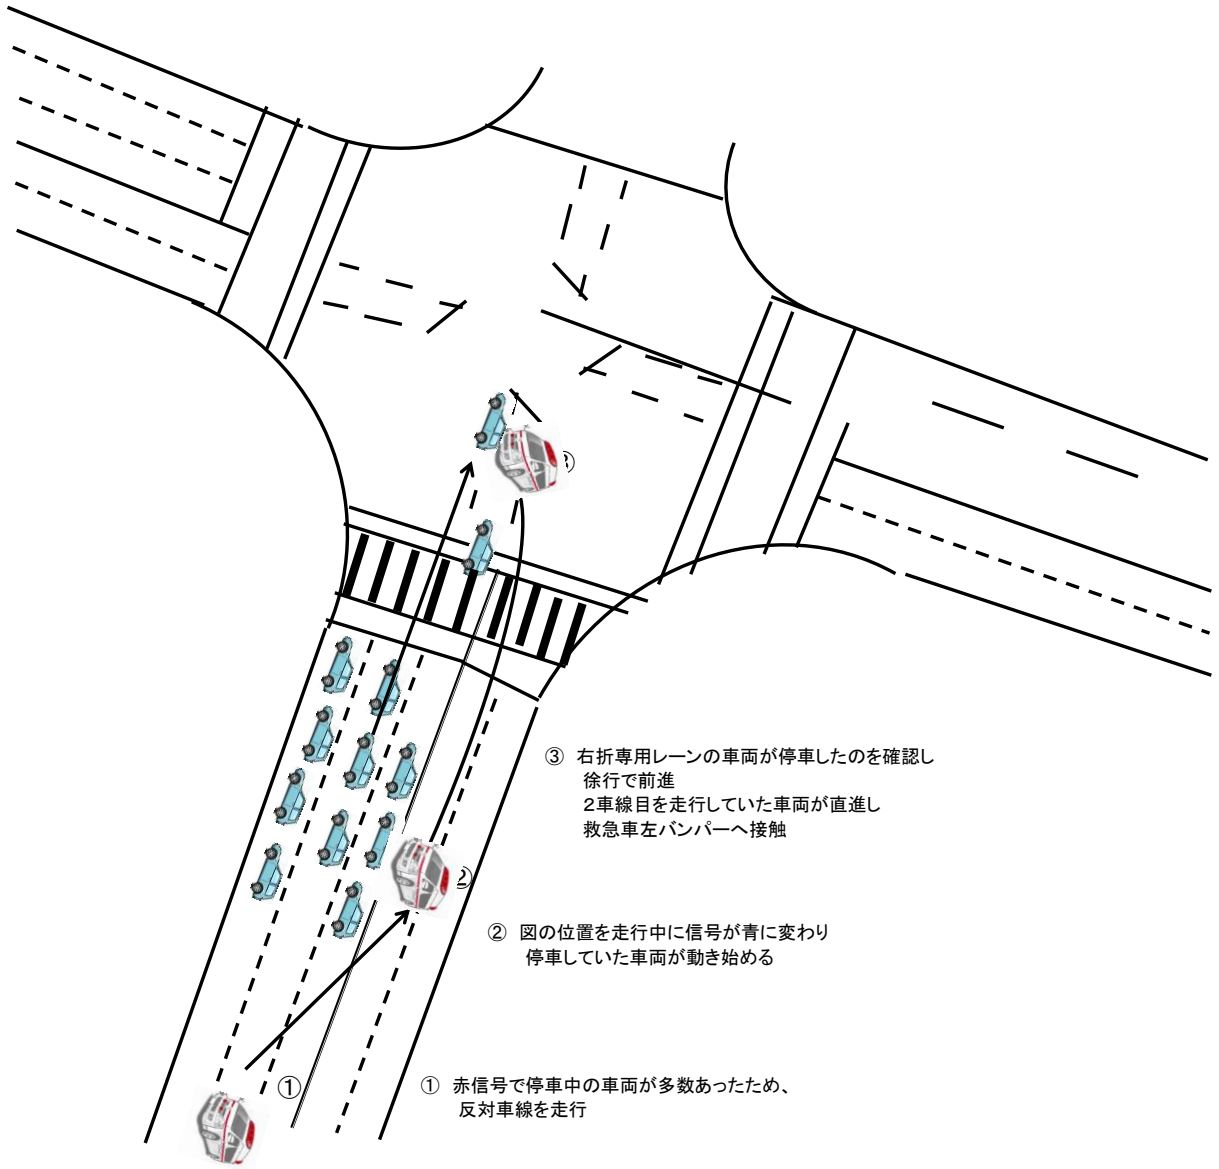 ③
③ 右折専用レーンの車両が停車したのを確認し
徐行で前進
2車線目を走行していた車両が直進し
救急車左バンパーへ接触
②
② 図の位置を走行中に信号が青に変わり
停車していた車両が動き始める
①
① 赤信号で停車中の車両が多数あったため、
反対車線を走行